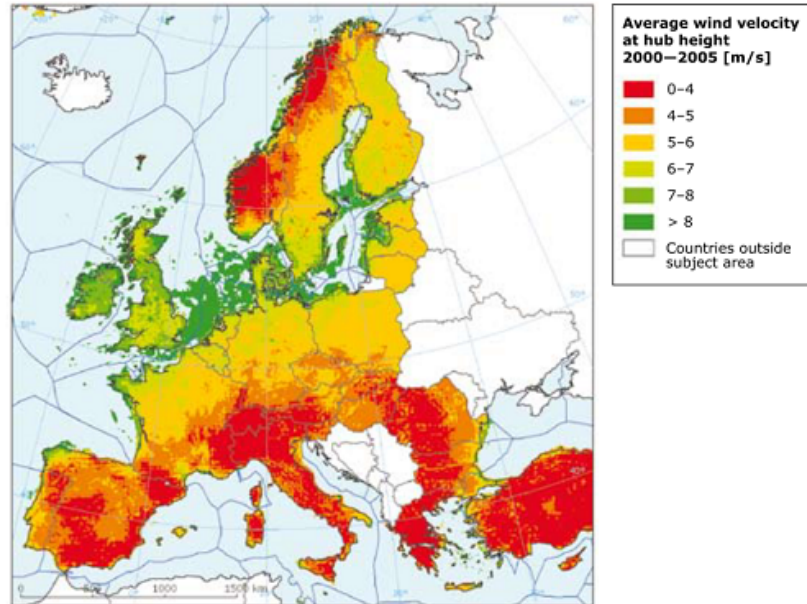 Average wind velocity
at hub height
2000—2005 [m/s]
0–4
4–5
5–6
6–7
7–8
> 8
Countries outside
subject area
0
1500 km